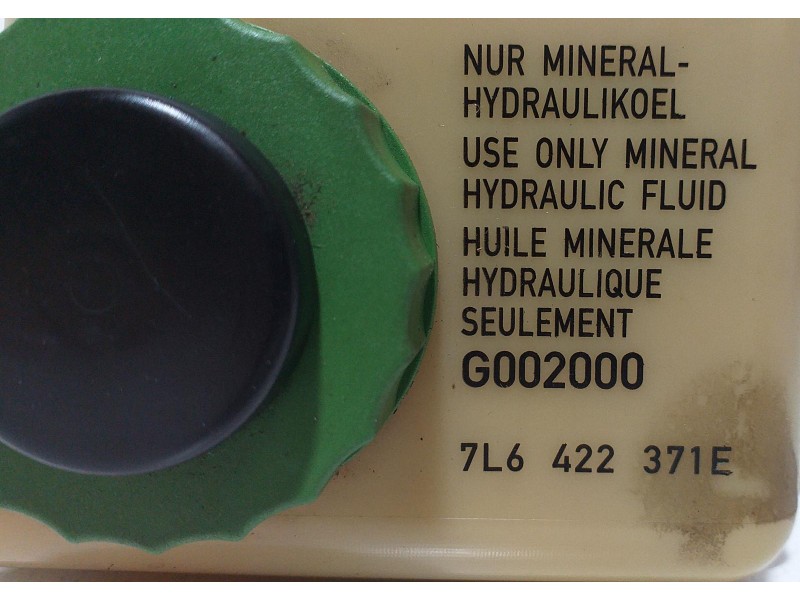 NUR MINERAL-
HYDRAULIKOEL
USE ONLY MINERAL
HYDRAULIC FLUID
HUILE MINERALE
HYDRAULIQUE
SEULEMENT
G002000
7L6 422 371E